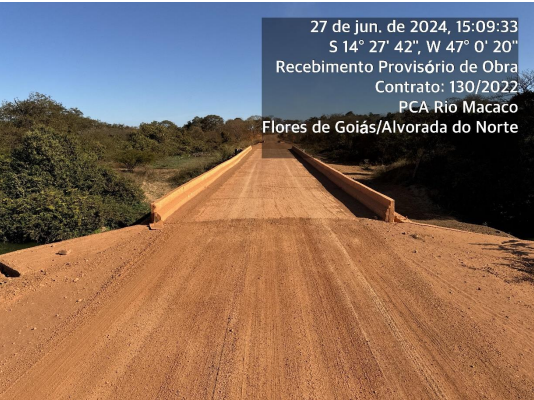 27 de jun. de 2024, 15:09:33
S 14° 27' 42", W 47° 0' 20"
Recebimento Provisório de Obra
Contrato: 130/2022
PCA Rio Macaco
Flores de Goiás/Alvorada do Norte